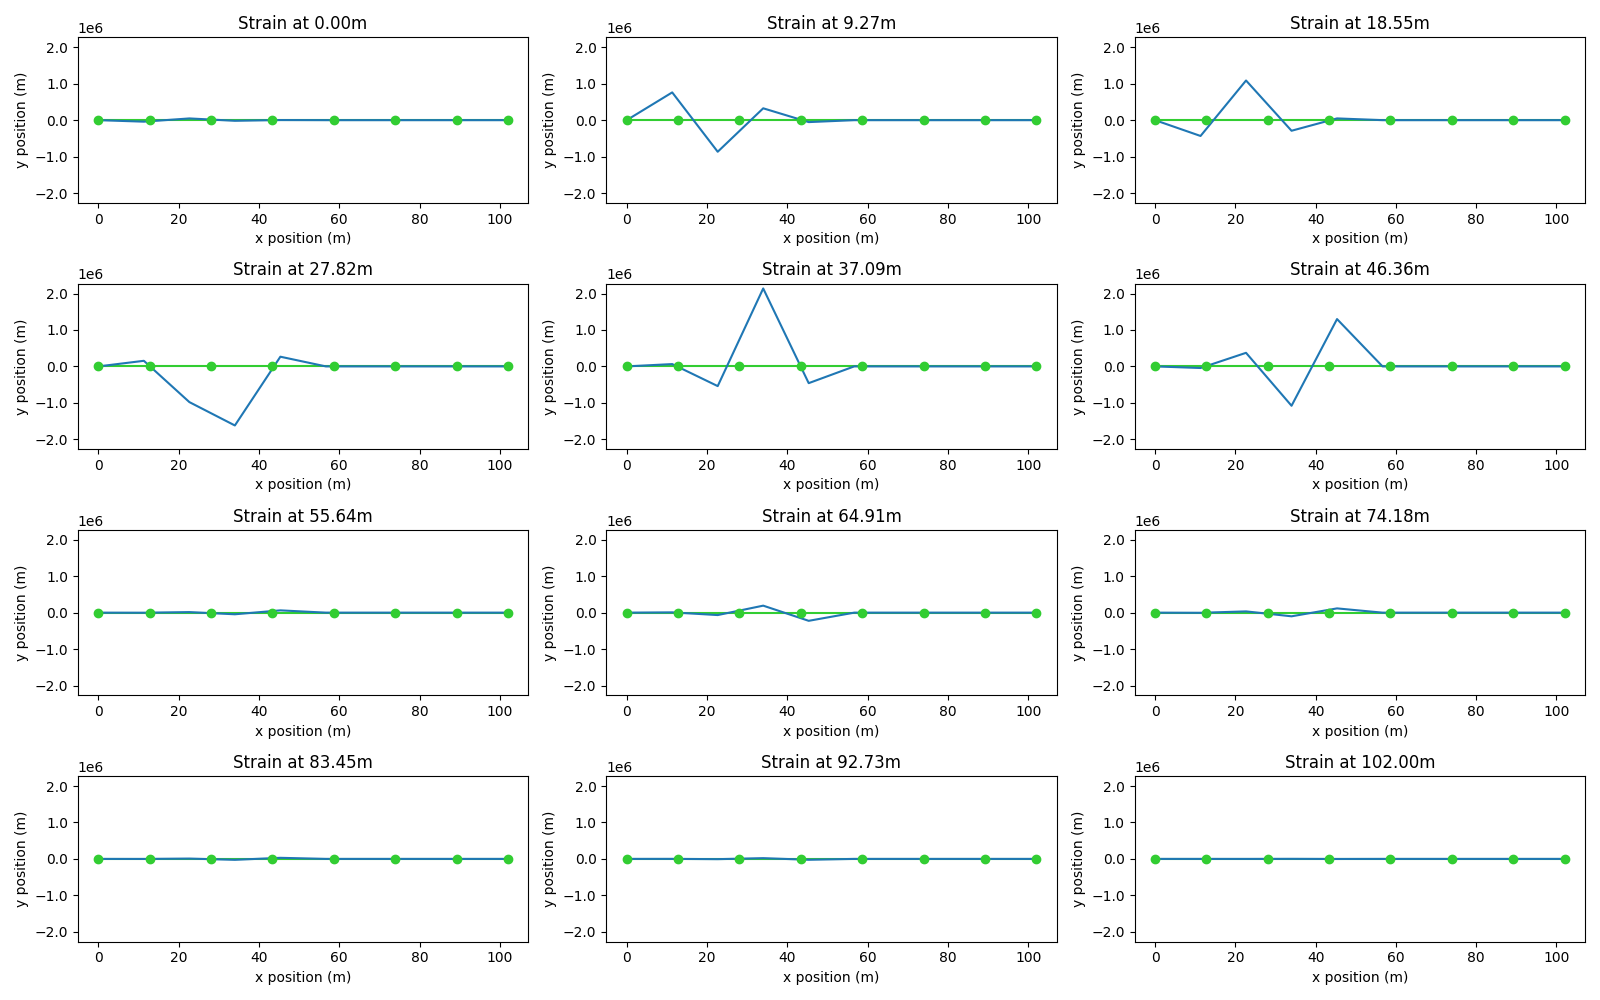 Strain at 0.00m
Strain at 9.27m
Strain at 18.55m
1e6
1e6
1e6
2.0
1.0
0.0
−1.0
−2.0
y position (m)
2.0
1.0
0.0
−1.0
−2.0
y position (m)
2.0
1.0
0.0
−1.0
−2.0
y position (m)
0 20 40 60 80 100
0 20 40 60 80 100
0 20 40 60 80 100
x position (m)
x position (m)
x position (m)
Strain at 27.82m
Strain at 37.09m
Strain at 46.36m
1e6
1e6
1e6
2.0
1.0
0.0
−1.0
−2.0
y position (m)
2.0
1.0
0.0
−1.0
−2.0
y position (m)
2.0
1.0
0.0
−1.0
−2.0
y position (m)
0 20 40 60 80 100
0 20 40 60 80 100
0 20 40 60 80 100
x position (m)
x position (m)
x position (m)
Strain at 55.64m
Strain at 64.91m
Strain at 74.18m
1e6
1e6
1e6
2.0
1.0
0.0
−1.0
−2.0
y position (m)
2.0
1.0
0.0
−1.0
−2.0
y position (m)
2.0
1.0
0.0
−1.0
−2.0
y position (m)
0 20 40 60 80 100
0 20 40 60 80 100
0 20 40 60 80 100
x position (m)
x position (m)
x position (m)
Strain at 83.45m
Strain at 92.73m
Strain at 102.00m
1e6
1e6
1e6
2.0
1.0
0.0
−1.0
−2.0
y position (m)
2.0
1.0
0.0
−1.0
−2.0
y position (m)
2.0
1.0
0.0
−1.0
−2.0
y position (m)
0 20 40 60 80 100
0 20 40 60 80 100
0 20 40 60 80 100
x position (m)
x position (m)
x position (m)